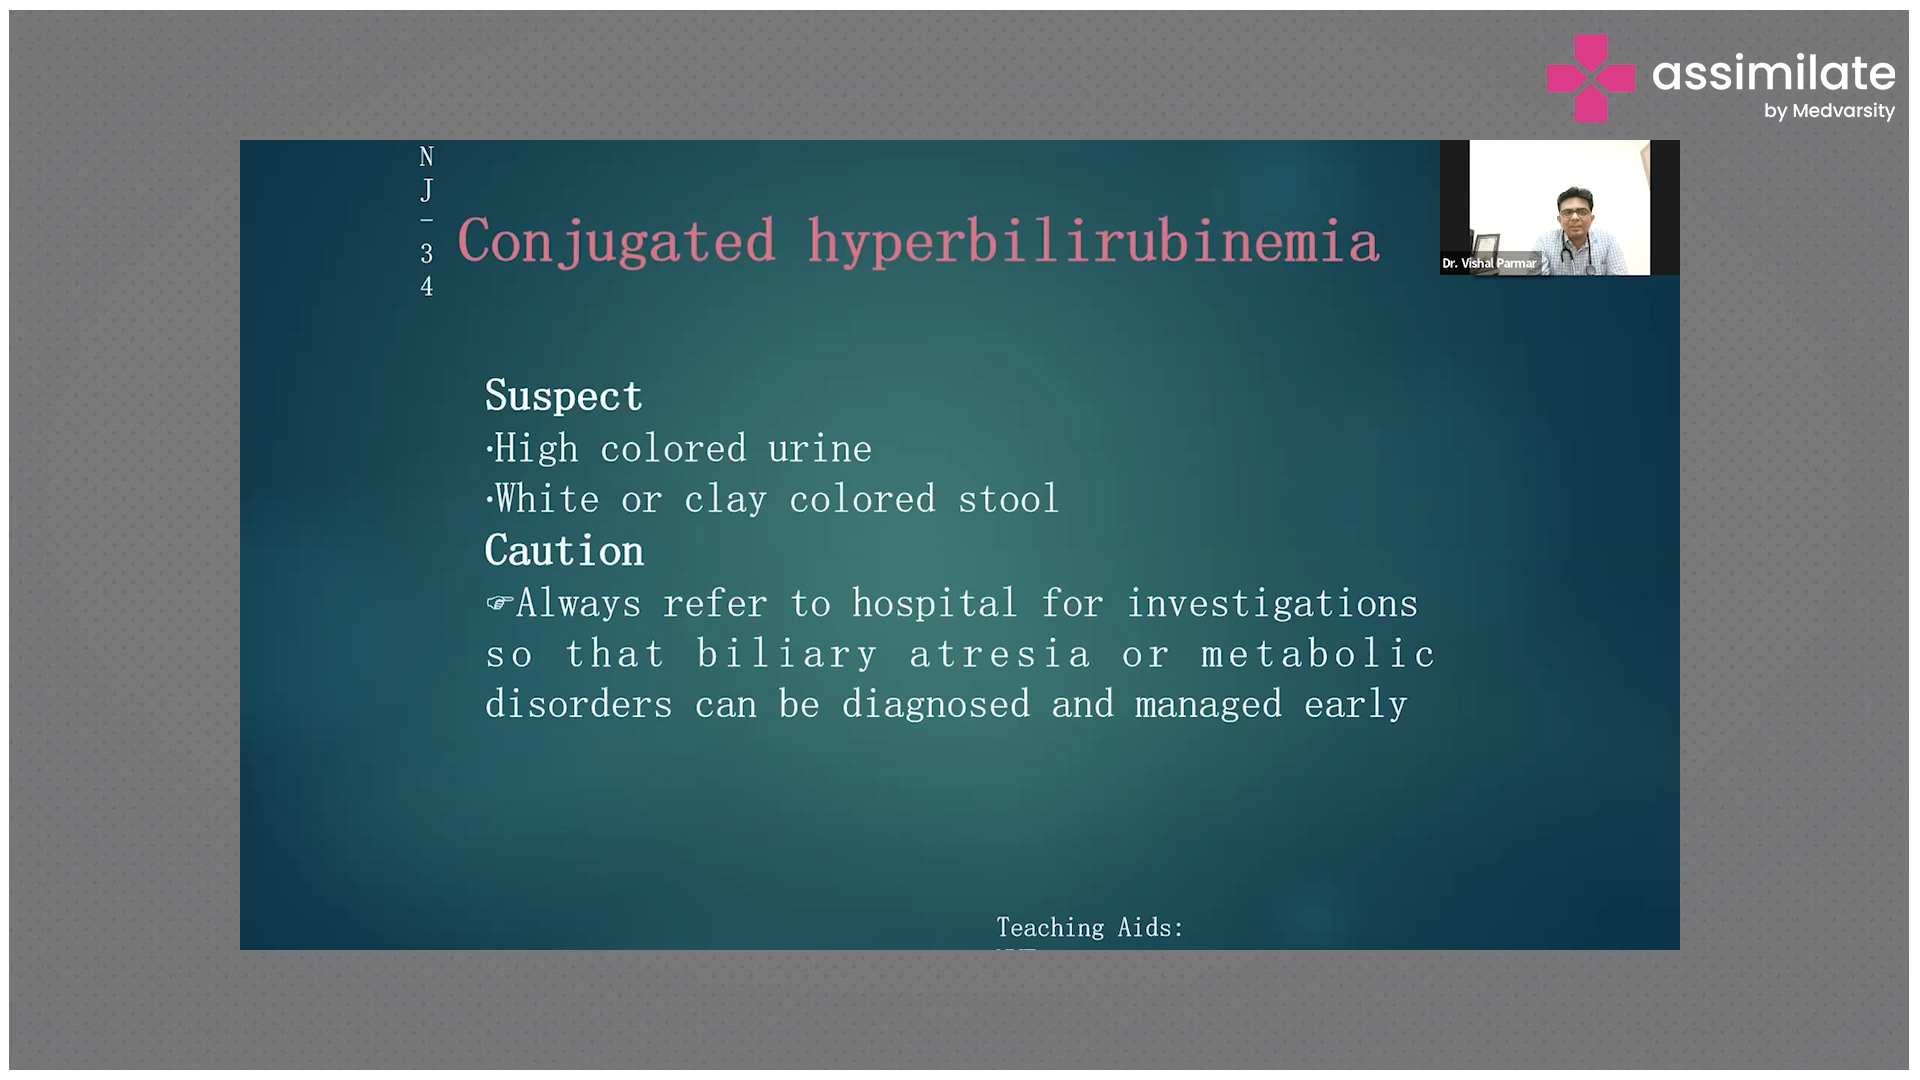 assimilate
by Medvarsity
N
J
-
3
4
Conjugated hyperbilirubinemia
Dr. Vishal Parmar
Suspect
·High colored urine
·White or clay colored stool
Caution
☞Always refer to hospital for investigations
so that biliary atresia or metabolic
disorders can be diagnosed and managed early
Teaching Aids: